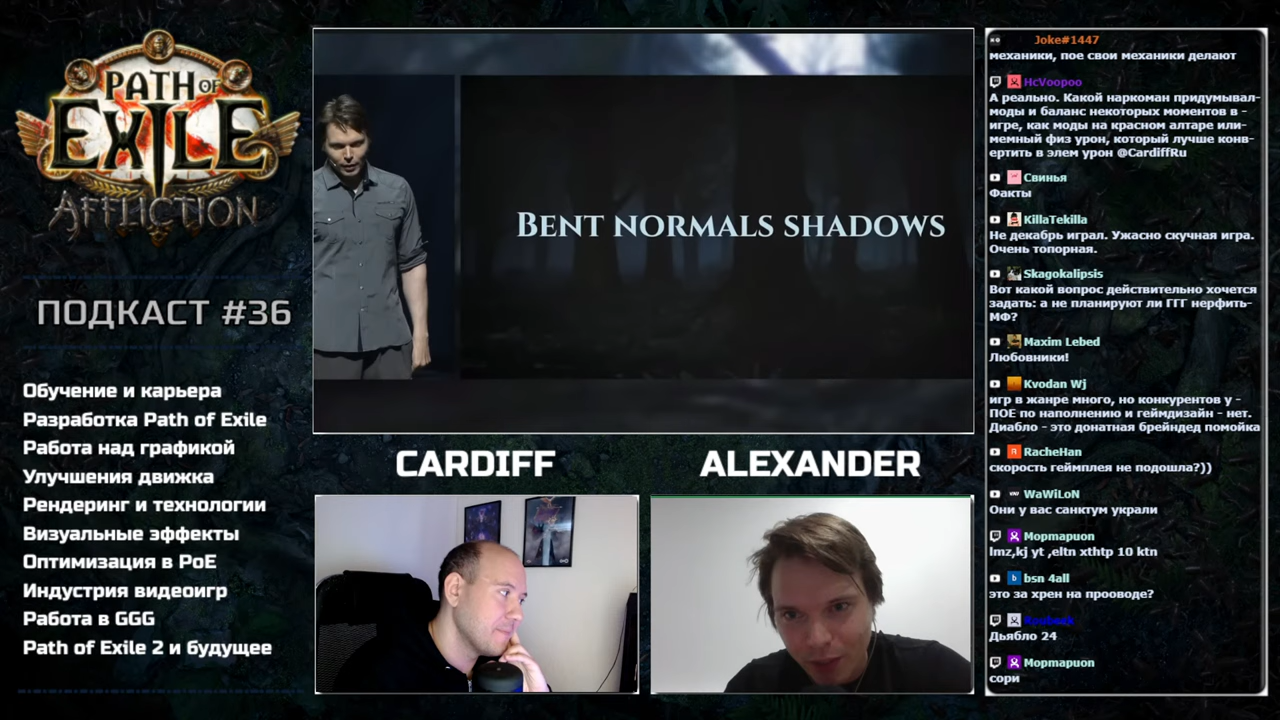 PATH OF
EXILE
AFFLICTION
ПОДКАСТ #36
Обучение и карьера
Разработка Path of Exile
Работа над графикой
Улучшения движка
Рендеринг и технологии
Визуальные эффекты
Оптимизация в PoE
Индустрия видеоигр
Работа в GGG
Path of Exile 2 и будущее
BENT NORMALS SHADOWS
CARDIFF
ALEXANDER
Joke#1447
механики, пое свои механики делают
HcVoopoo
А реально. Какой наркоман придумывал-
моды и баланс некоторых моментов в -
игре, как моды на красном алтаре или-
мемный физ урон, который лучше конв-
ертить в элем урон @CardiffRu
Свинья
Факты
KillaTekilla
Не декабрь играл. Ужасно скучная игра.
Очень топорная.
Skagokalipsis
Вот какой вопрос действительно хочется
задать: а не планируют ли ГГГ нерфить-
МФ?
Maxim Lebed
Любовники!
Kvodan Wj
игр в жанре много, но конкурентов у -
ПОЕ по наполнению и геймдизайн - нет.
Диабло - это донатная брейндед помойка
RacheHan
скорость геймплея не подошла?))
WaWiLoN
Они у вас санктум украли
Мортарион
lmz,kj yt ,eltn xthtp 10 ktn
bsn 4all
это за хрен на прооводе?
Дьябло 24
Мортарион
сори